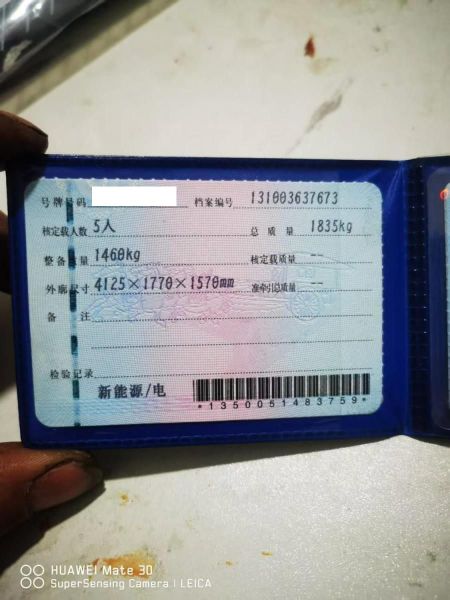 号牌号码 档案编号 131003637673
核定载人数 5人 总质量 1835kg
整备质量 1460kg 核定载质量 --
外廓尺寸 4125×1770×1570mm 准牵引总质量 --
备注
检验记录
新能源/电
*1350051483759*
HUAWEI Mate 30
SuperSensing Camera | LEICA